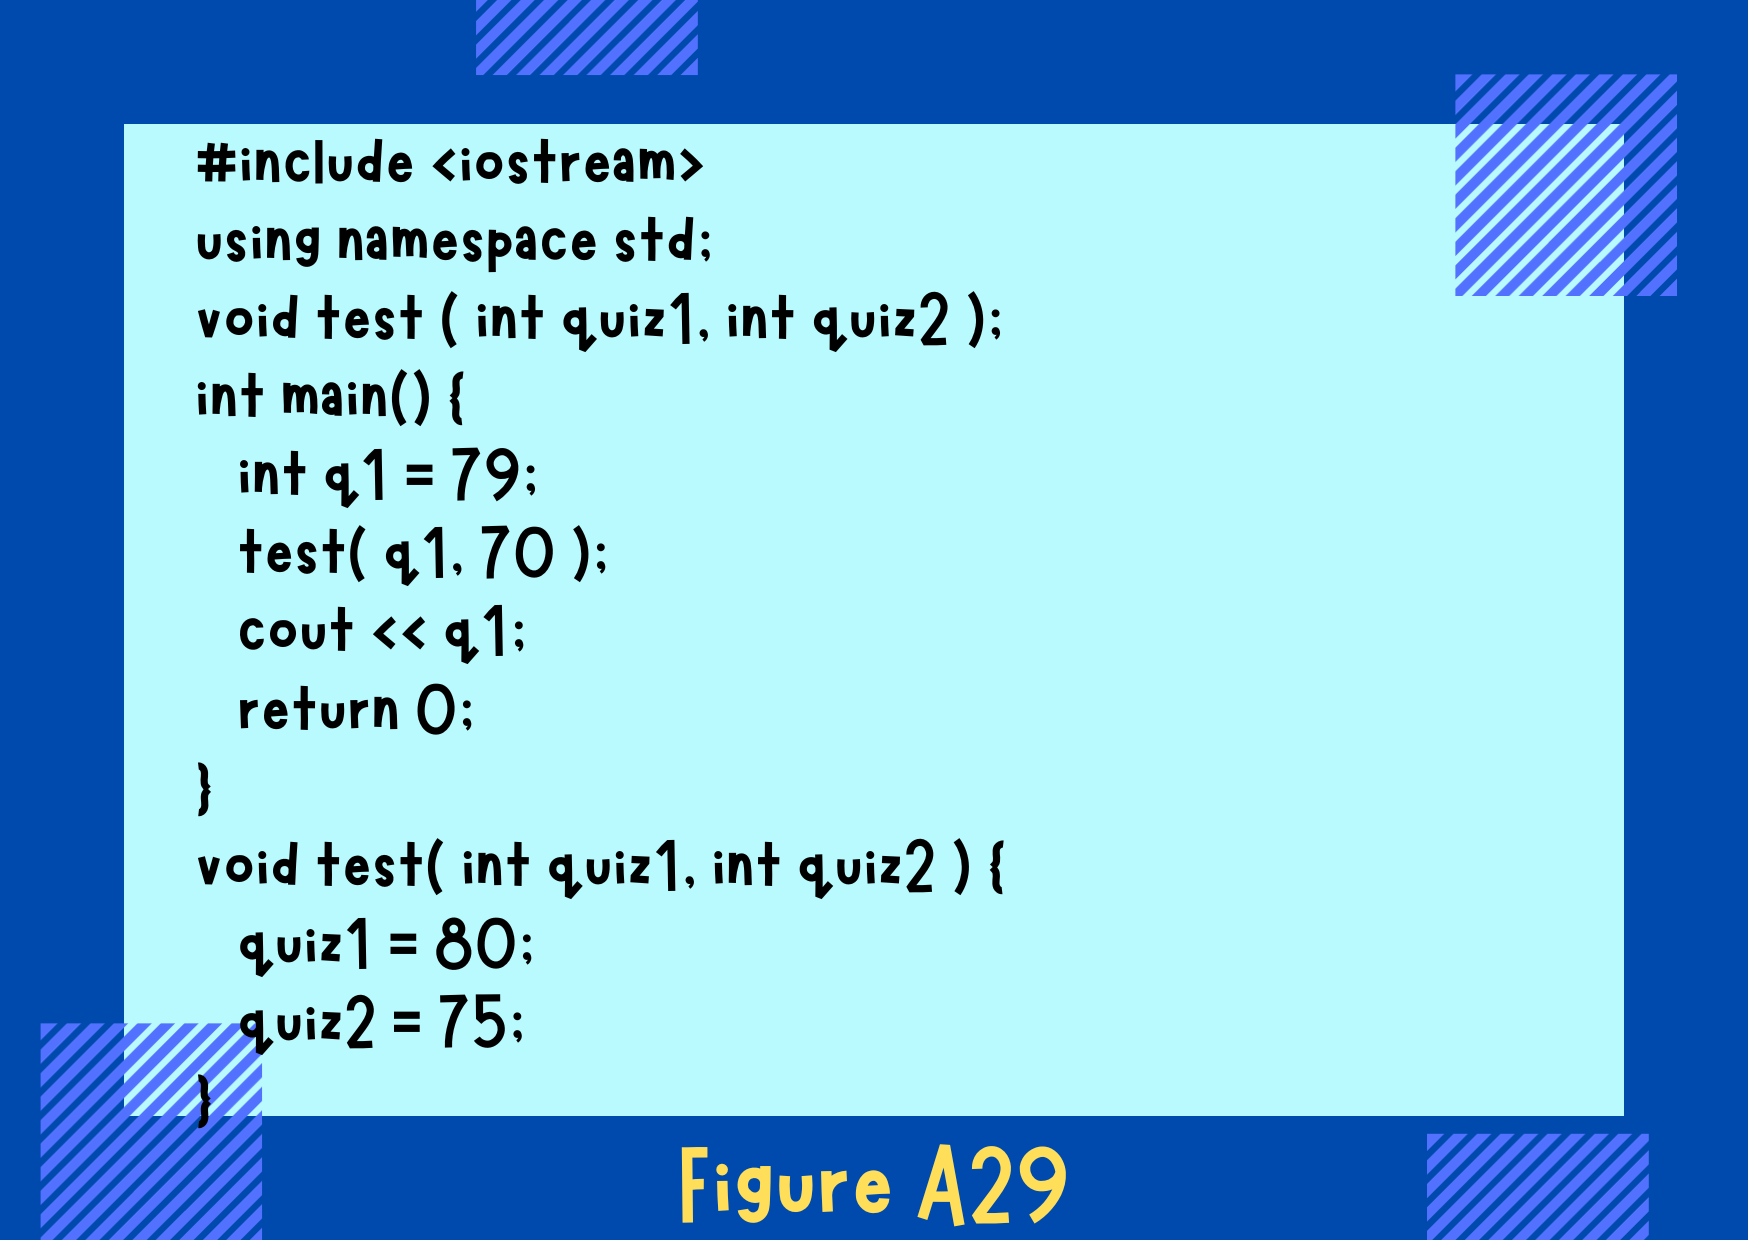 #include <iostream>
using namespace std;
void test ( int quiz1, int quiz2 );
int main() {
int q1 = 79;
test( q1, 70 );
cout << q1;
return 0;
}
void test( int quiz1, int quiz2 ) {
quiz1 = 80;
quiz2 = 75;
}
Figure A29